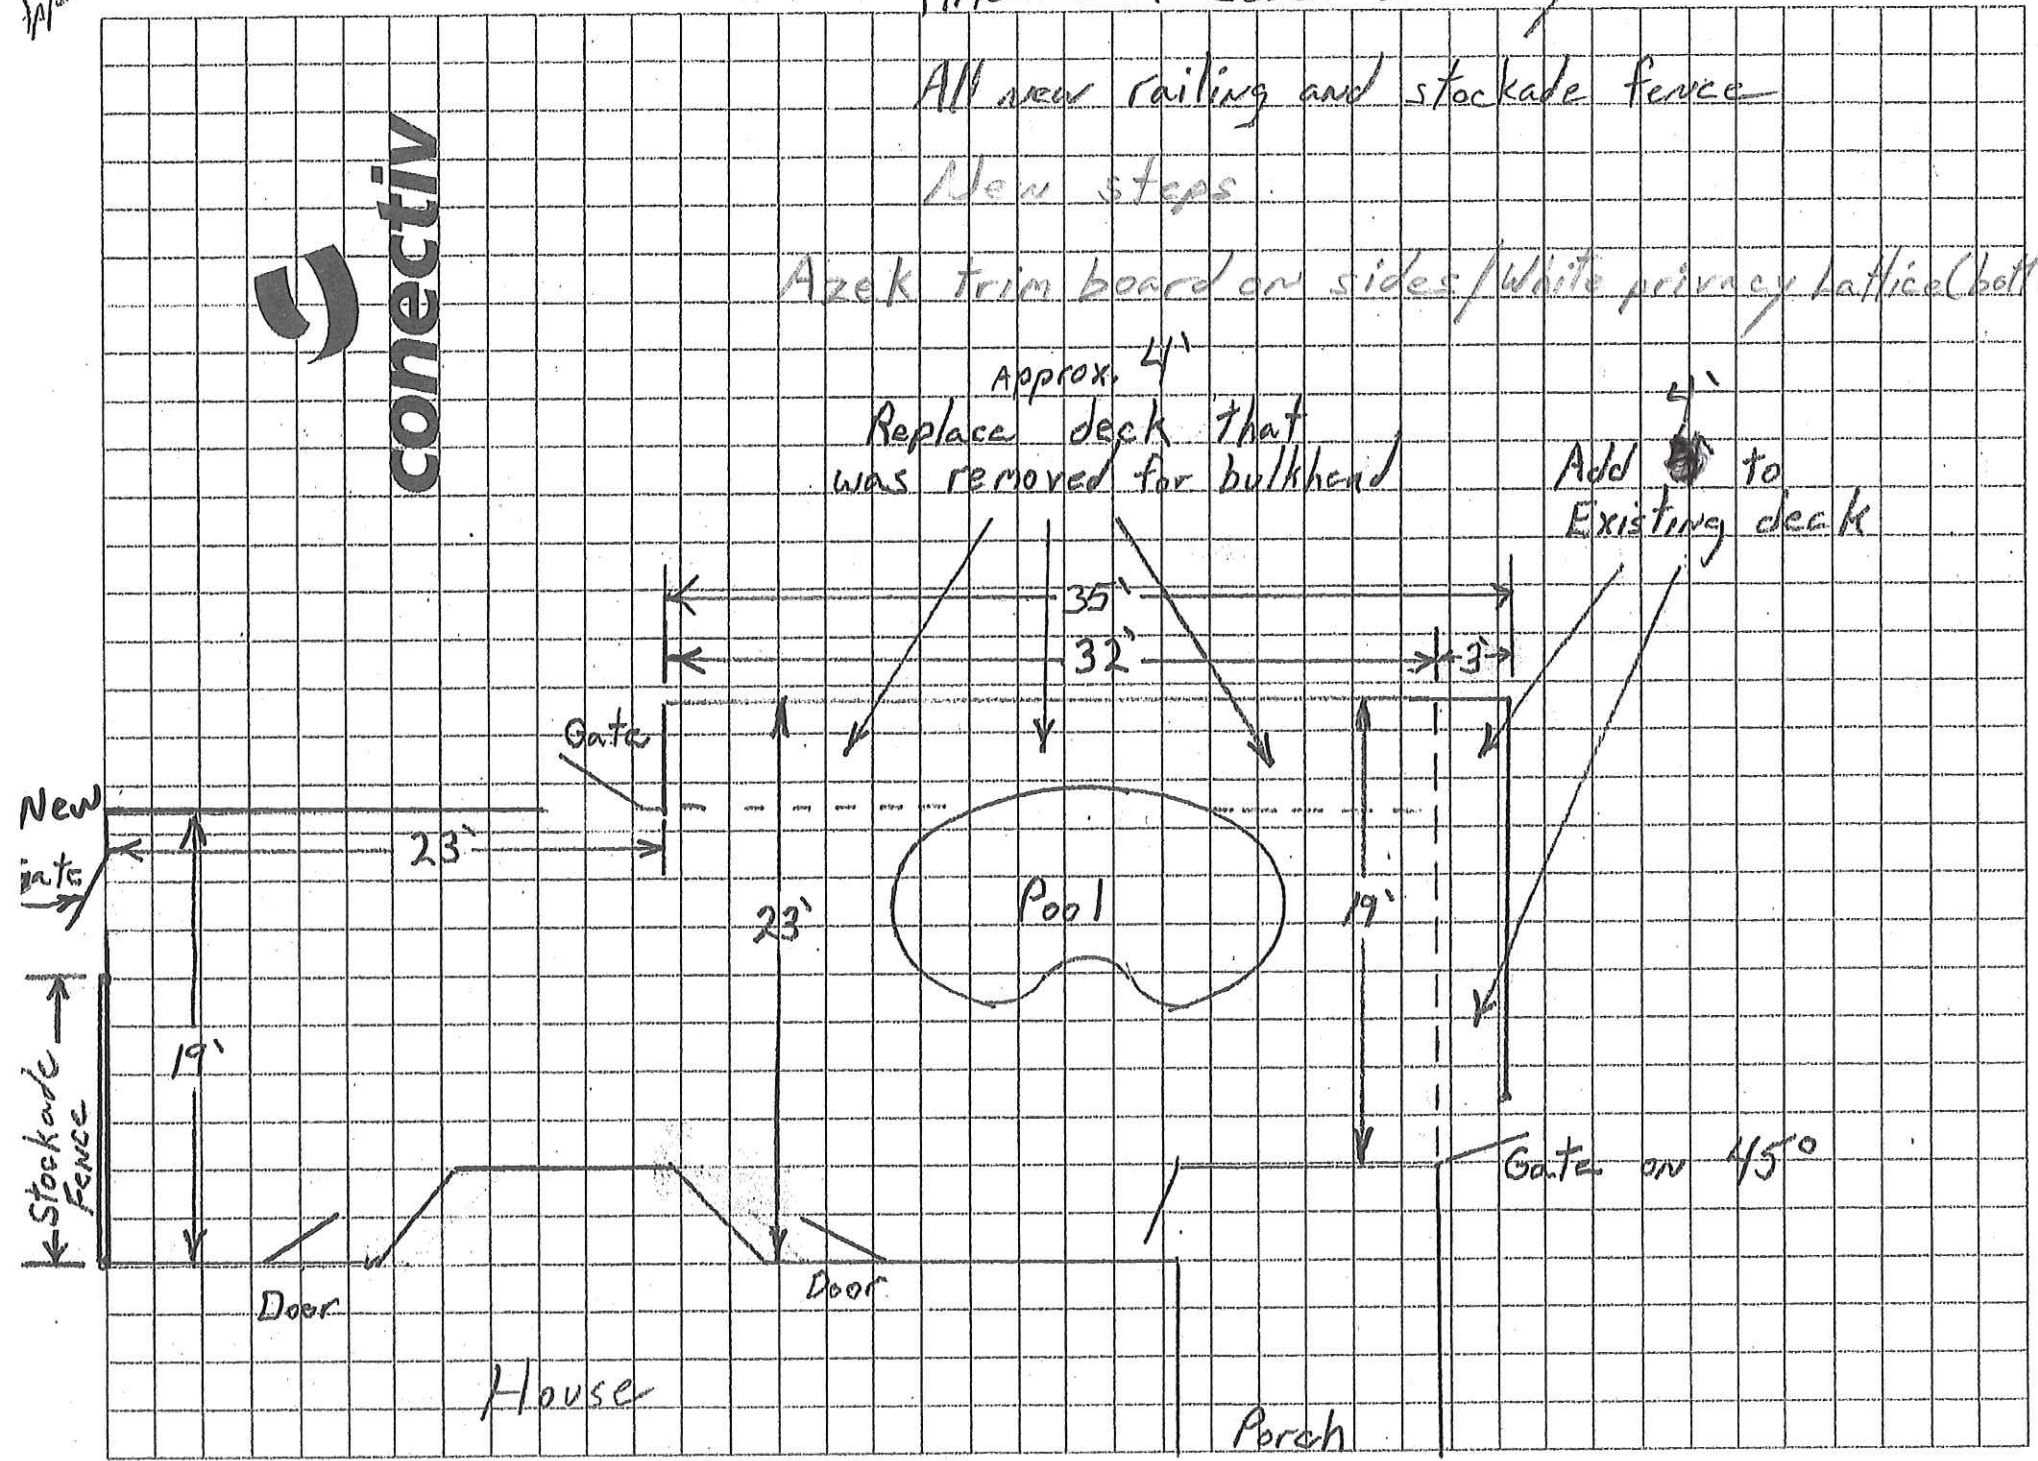 All new railing and stockade fence
New steps
Azek trim board on sides/White privacy Lattice(bott
conectiv
Approx. 4'
Replace deck that
was removed for bulkhead
4'
Add to
Existing deck
35'
32'
3'
Gate
New
23'
Pool
23'
19'
19'
Stockade
Fence
Gate on 45°
Door
Door
House
Porch